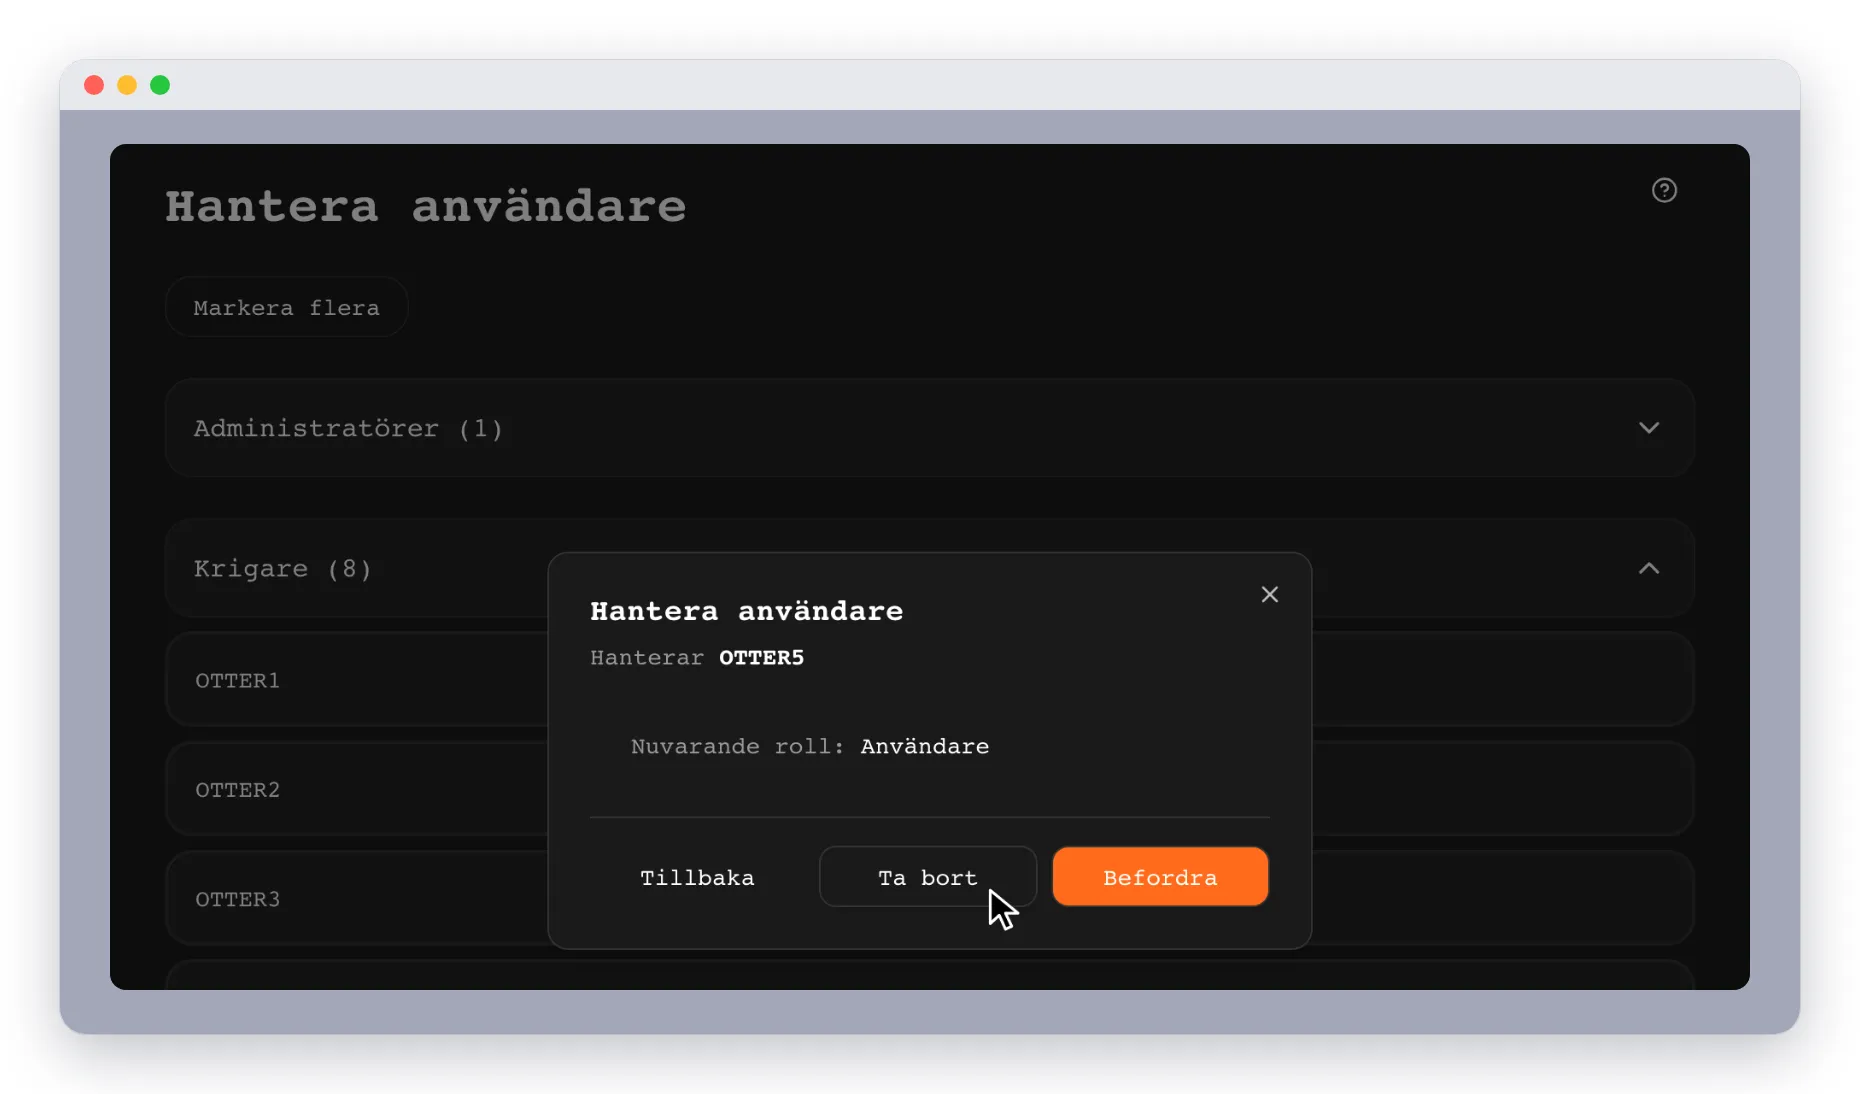 Hantera användare
Markera flera
Administratörer (1)
Krigare (8)
OTTER1
OTTER2
OTTER3
Hantera användare
Hanterar OTTER5
Nuvarande roll: Användare
Tillbaka
Ta bort
Befordra